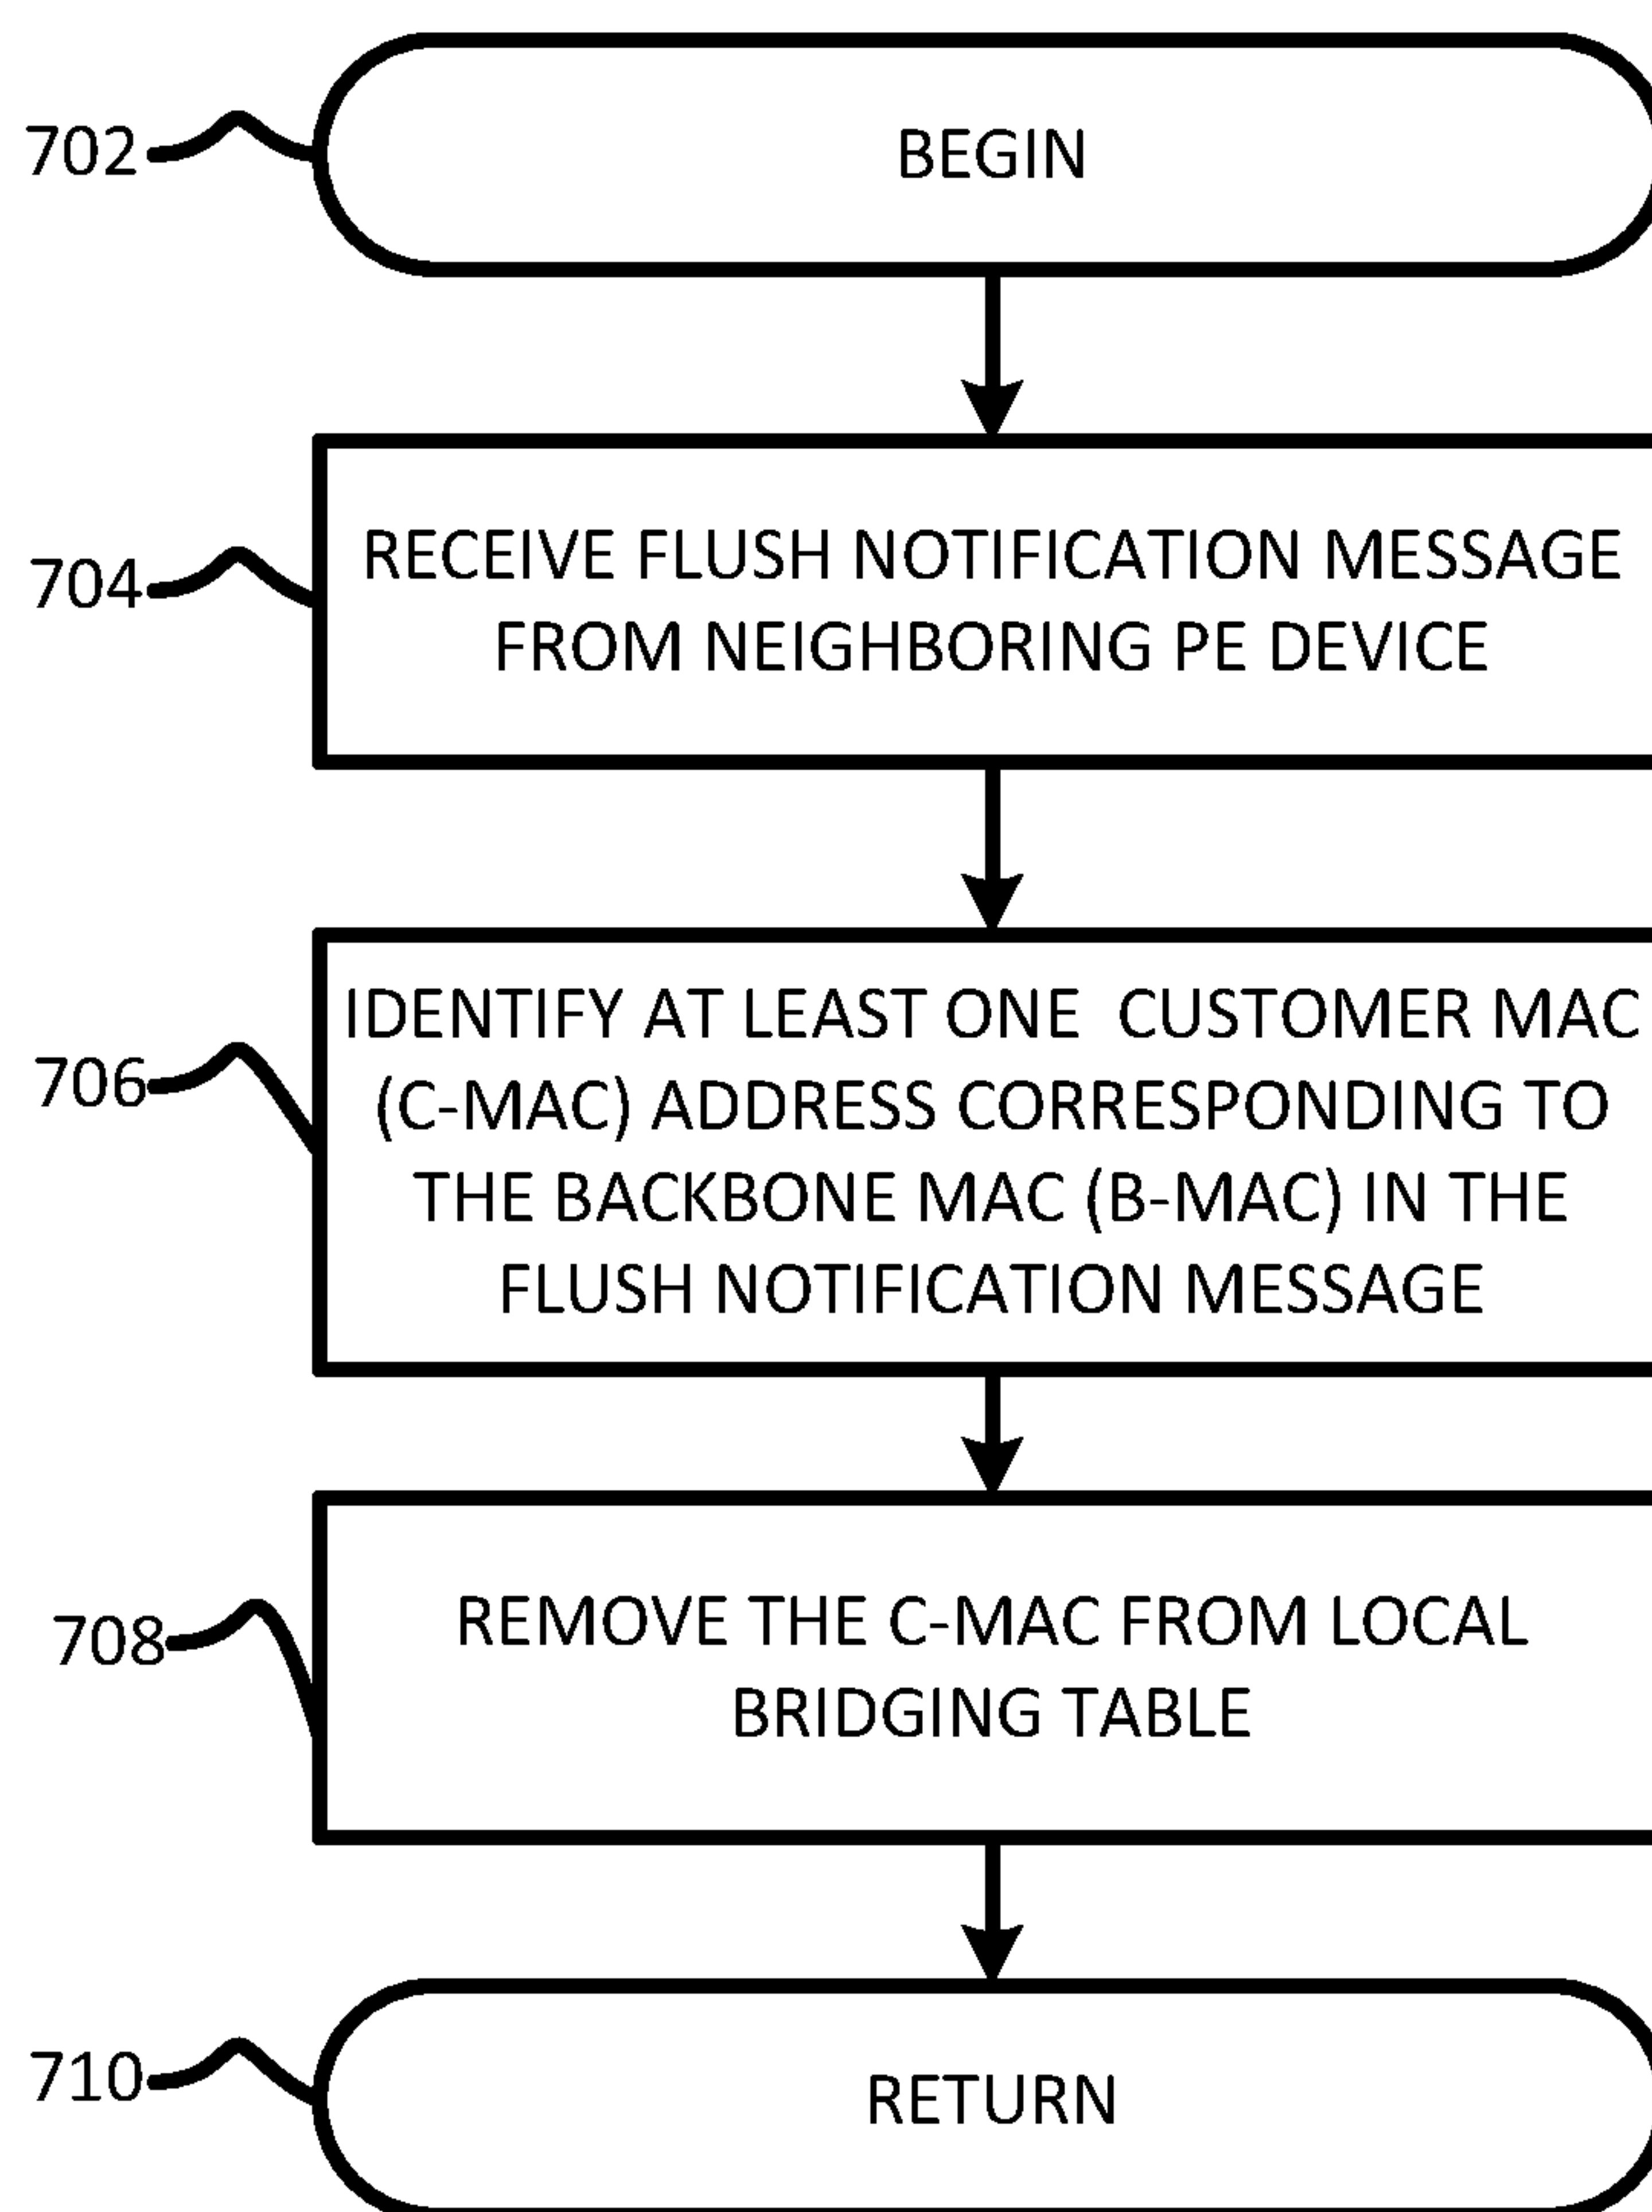 702
BEGIN
704
RECEIVE FLUSH NOTIFICATION MESSAGE
FROM NEIGHBORING PE DEVICE
706
IDENTIFY AT LEAST ONE CUSTOMER MAC
(C-MAC) ADDRESS CORRESPONDING TO
THE BACKBONE MAC (B-MAC) IN THE
FLUSH NOTIFICATION MESSAGE
708
REMOVE THE C-MAC FROM LOCAL
BRIDGING TABLE
710
RETURN